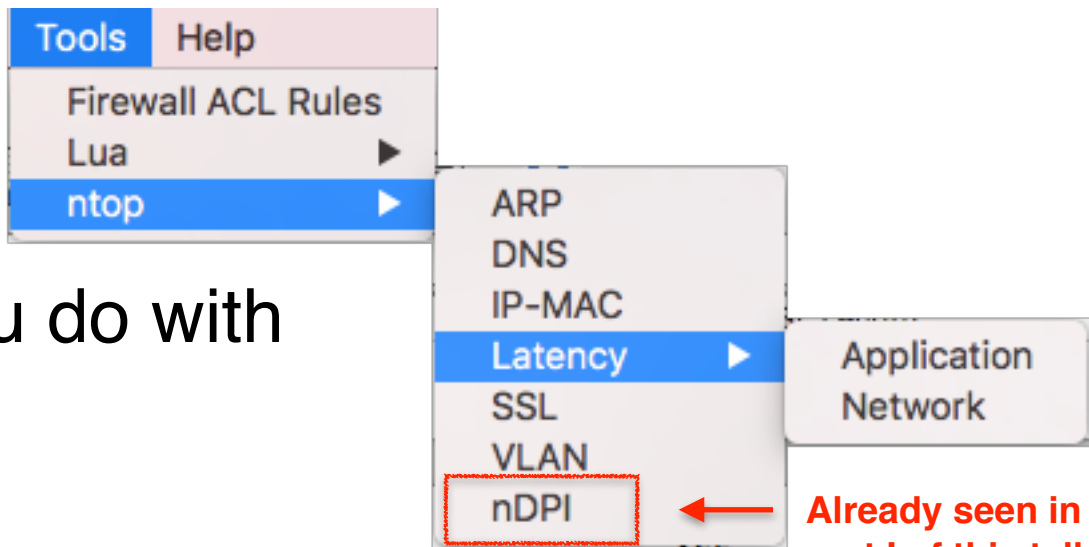 Tools Help
Firewall ACL Rules
Lua
ntop
ARP
DNS
IP-MAC
u do with
Latency
Application
SSL
Network
VLAN
nDPI
Already seen in